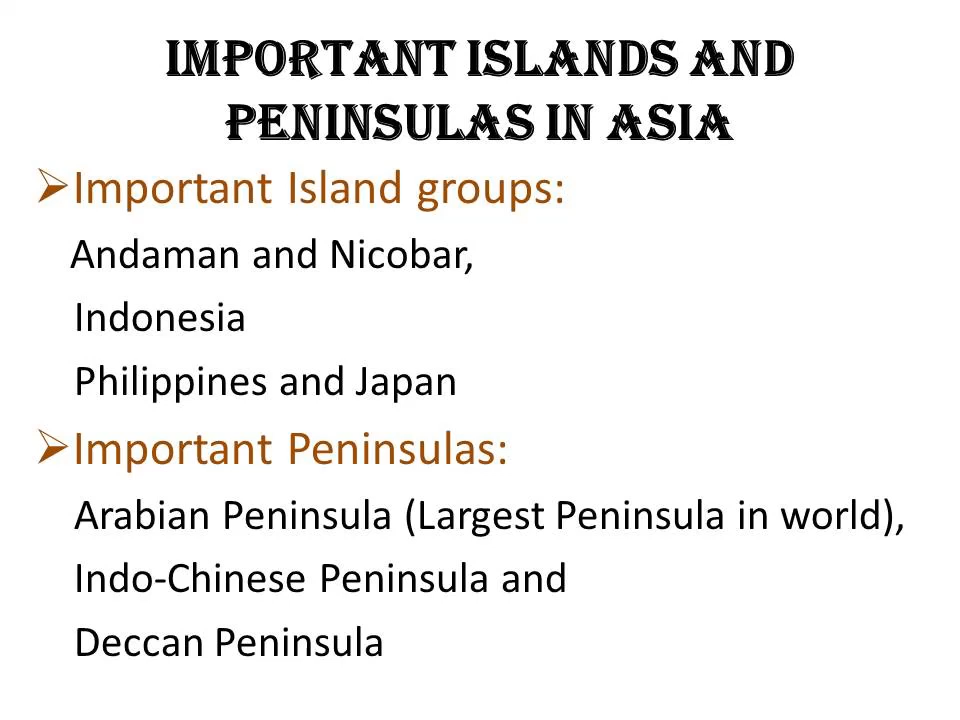 IMPORTANT ISLANDS AND
PENINSULAS IN ASIA
➢Important Island groups:
Andaman and Nicobar,
Indonesia
Philippines and Japan
➢Important Peninsulas:
Arabian Peninsula (Largest Peninsula in world),
Indo-Chinese Peninsula and
Deccan Peninsula